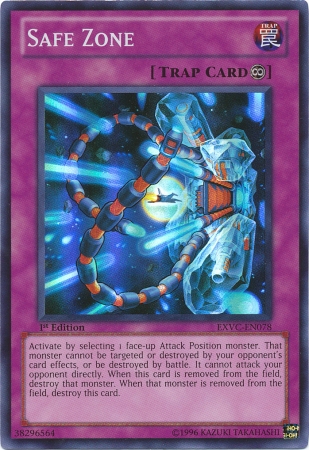 SAFE ZONE
TRAP
罠
[TRAP CARD]
1st Edition
EXVC-EN078
Activate by selecting 1 face-up Attack Position monster. That
monster cannot be targeted or destroyed by your opponent's
card effects, or be destroyed by battle. It cannot attack your
opponent directly. When this card is removed from the field,
destroy that monster. When that monster is removed from the
field, destroy this card.
38296564
©1996 KAZUKI TAKAHASHI